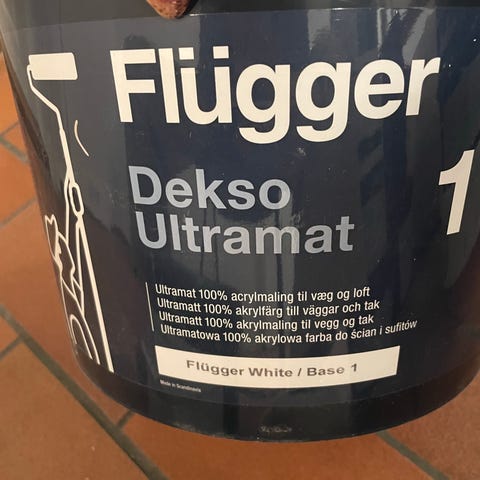 Flügger
Dekso
1
Ultramat
Ultramat 100% acrylmaling til væg og loft
Ultramatt 100% akrylfärg till väggar och tak
Ultramatt 100% akrylmaling til vegg og tak
Ultramatowa 100% akrylowa farba do ścian i sufitów
Flügger White / Base 1
Made in Scandinavia